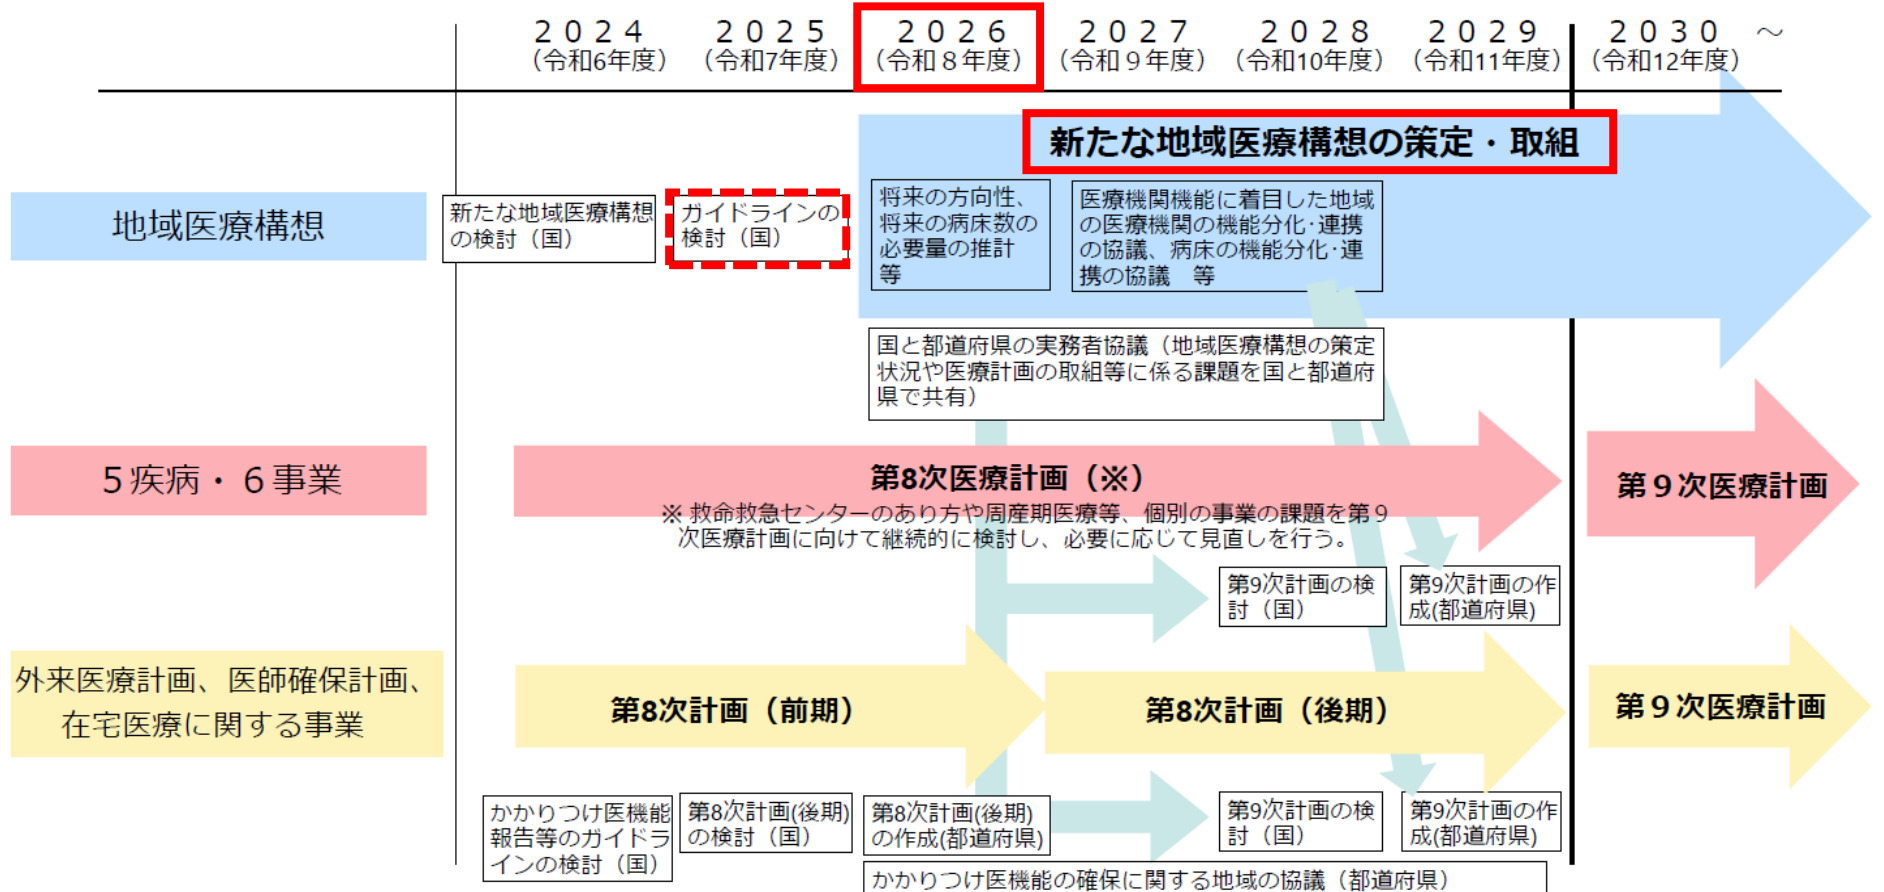 ２０２４
（令和6年度）
２０２５
（令和7年度）
２０２６
（令和８年度）
２０２７
（令和９年度）
２０２８
（令和10年度）
２０２９
（令和11年度）
２０３０　～
（令和12年度）
新たな地域医療構想の策定・取組
地域医療構想
新たな地域医療構想
の検討（国）
ガイドラインの
検討（国）
将来の方向性、
将来の病床数の
必要量の推計
等
医療機関機能に着目した地域
の医療機関の機能分化・連携
の協議、病床の機能分化・連
携の協議　等
国と都道府県の実務者協議（地域医療構想の策定
状況や医療計画の取組等に係る課題を国と都道府
県で共有）
５疾病・６事業
第8次医療計画（※）
※ 救命救急センターのあり方や周産期医療等、個別の事業の課題を第９
次医療計画に向けて継続的に検討し、必要に応じて見直しを行う。
第９次医療計画
第9次計画の検
討（国）
第9次計画の作
成(都道府県)
外来医療計画、医師確保計画、
在宅医療に関する事業
第8次計画（前期）
第8次計画（後期）
第９次医療計画
かかりつけ医機能
報告等のガイドラ
インの検討（国）
第8次計画(後期)
の検討（国）
第8次計画(後期)
の作成(都道府県)
第9次計画の検
討（国）
第9次計画の作
成(都道府県)
かかりつけ医機能の確保に関する地域の協議（都道府県）